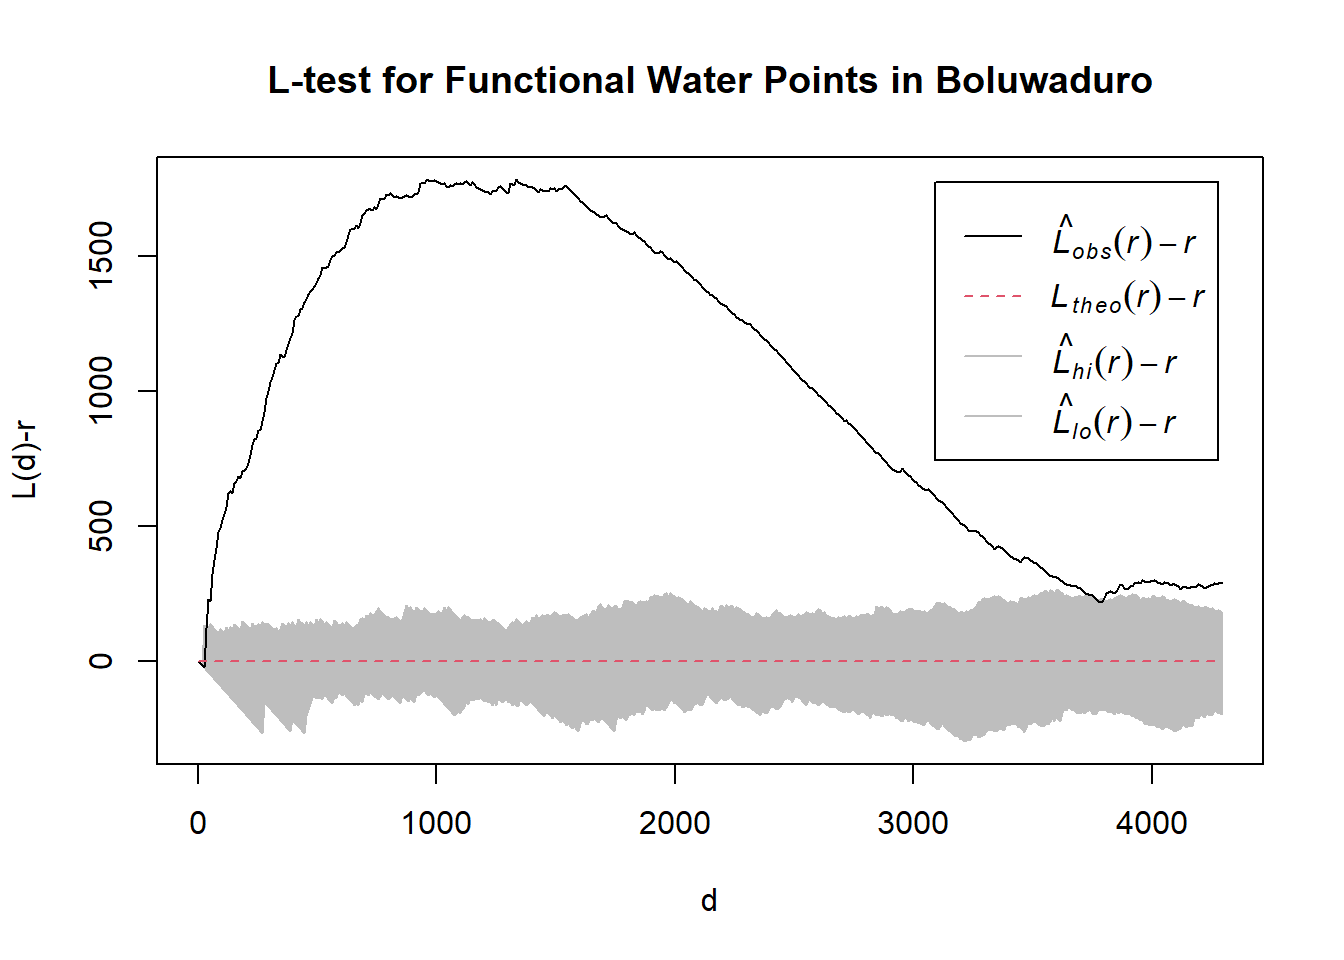 L-test for Functional Water Points in Boluwaduro
L(d)-r
1500
1000
500
0
L̂obs(r) – r
Ltheo(r) – r
L̂hi(r) – r
L̂lo(r) – r
0 1000 2000 3000 4000
d